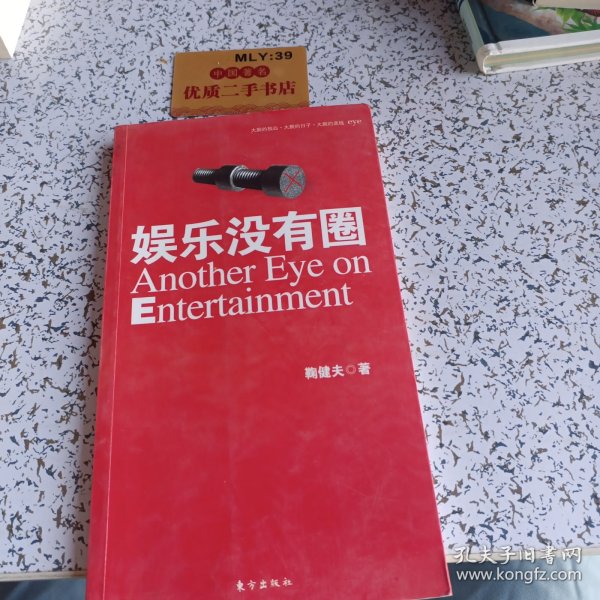 MLY:39
中国著名
优质二手书店
eye
娱乐没有圈
Another Eye on
Entertainment
鞠健夫◎著
东方出版社
孔夫子旧书网
www.kongfz.com